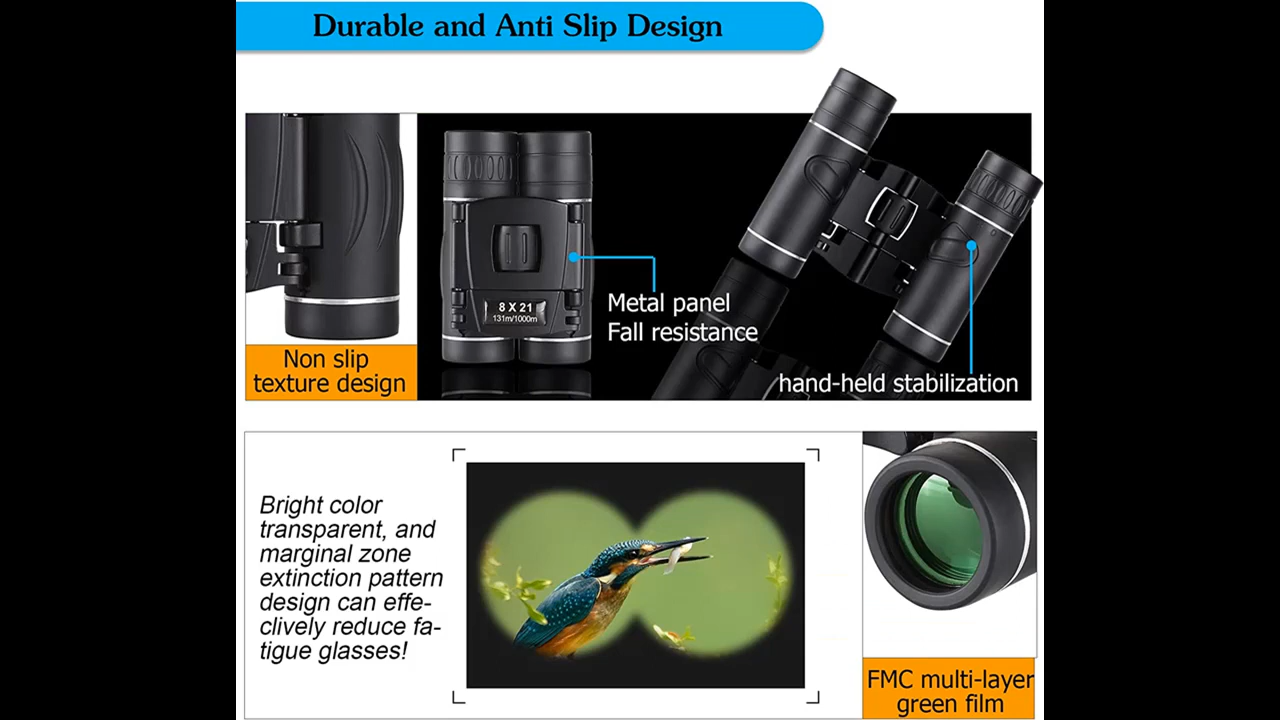 Durable and Anti Slip Design
8 X 21
131m/1000m
Metal panel
Fall resistance
hand-held stabilization
Non slip
texture design
Bright color
transparent, and
marginal zone
extinction pattern
design can effe-
clively reduce fa-
tigue glasses!
FMC multi-layer
green film